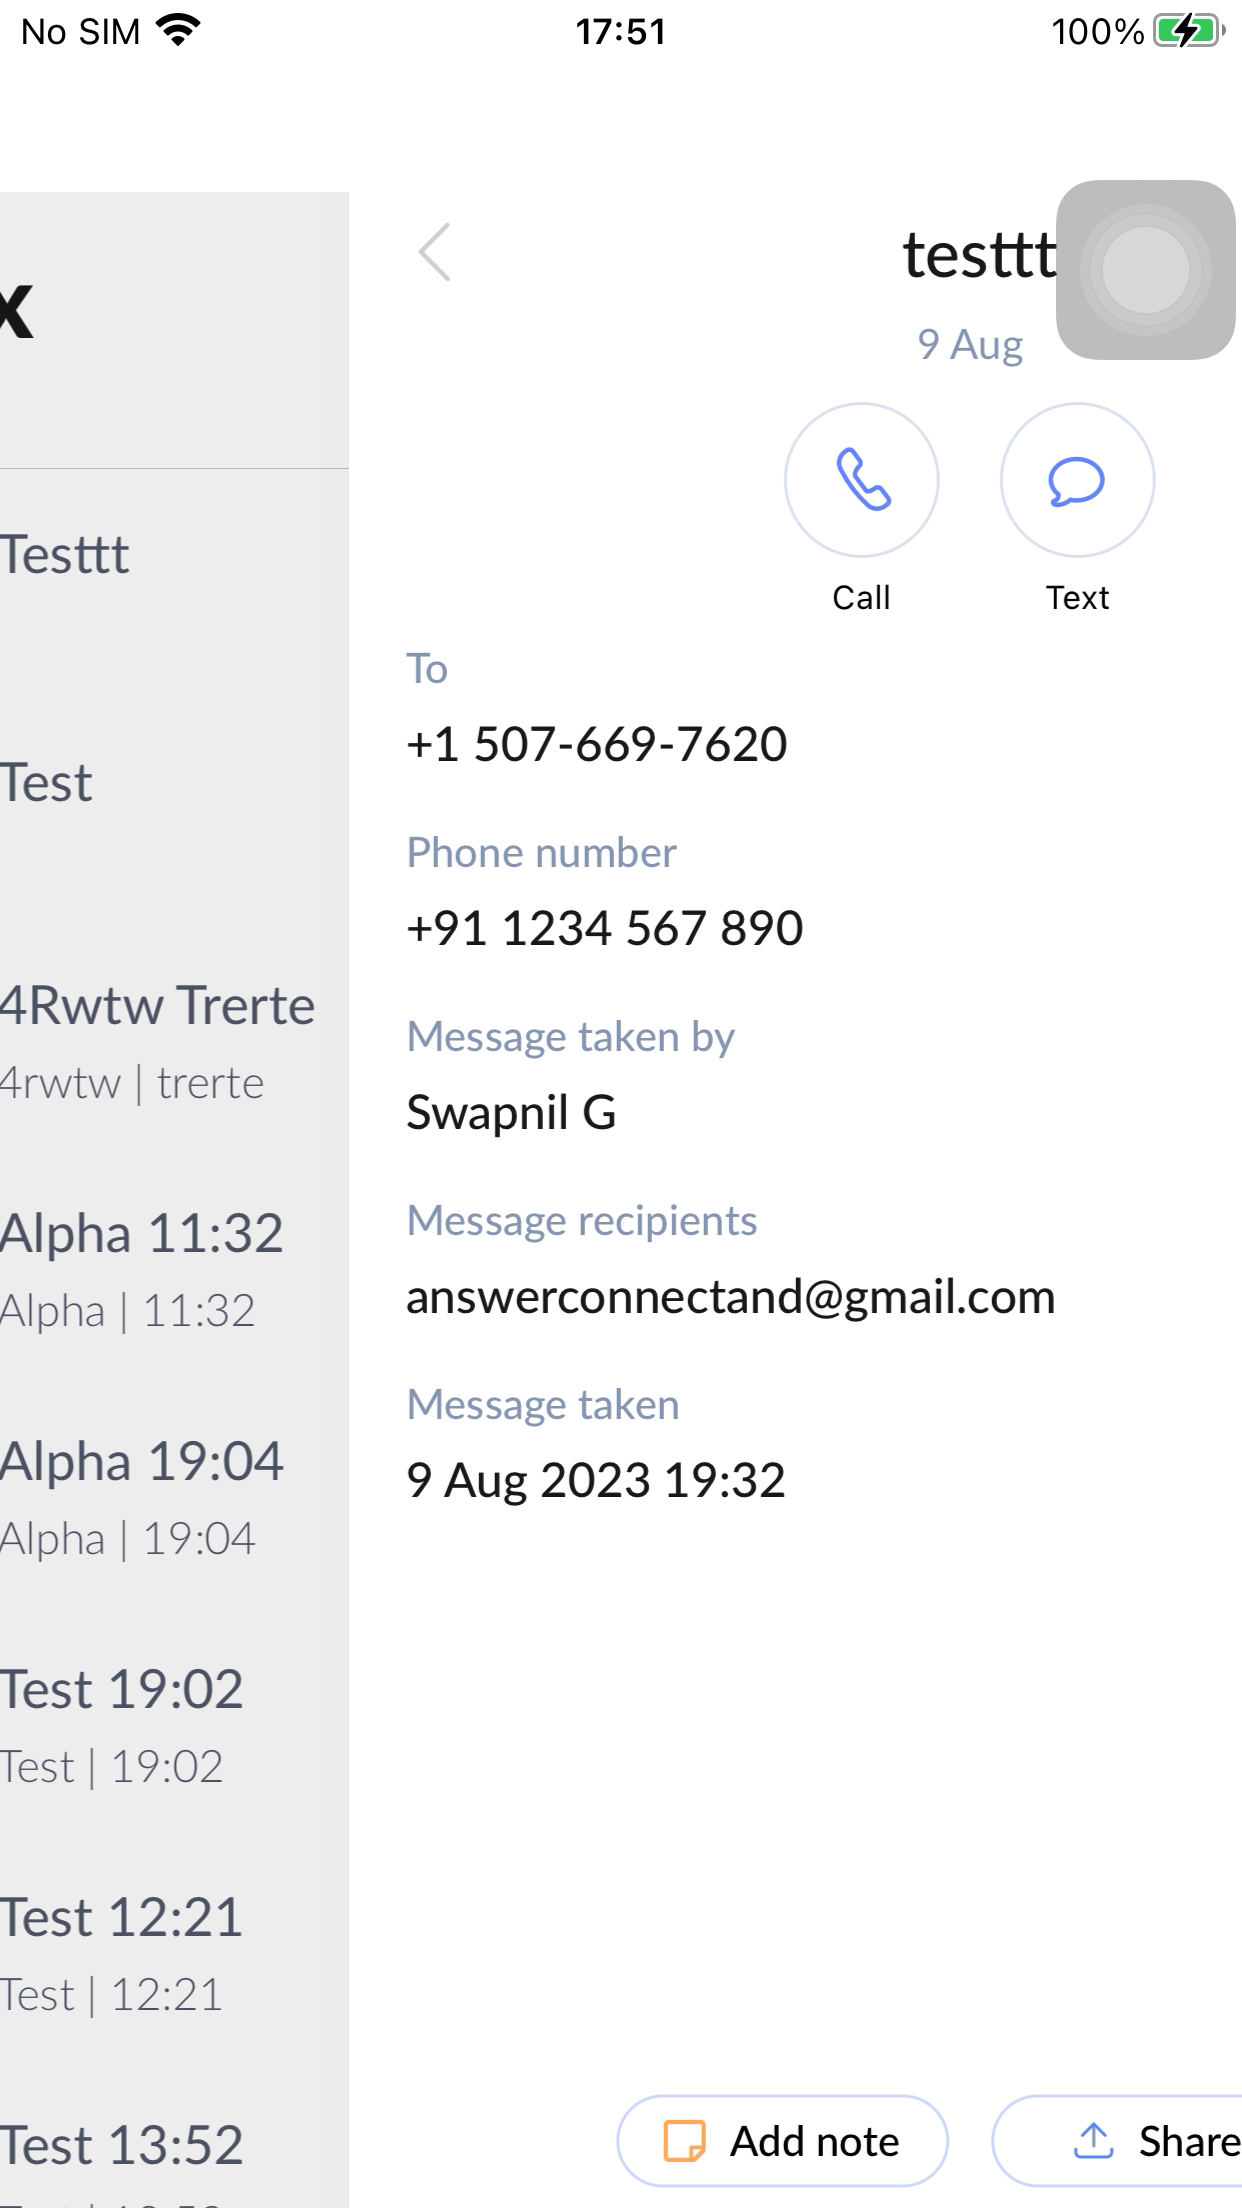 No SIM 17:51 100%
x
Testtt
Test
4Rwtw Trerte
4rwtw | trerte
Alpha 11:32
Alpha | 11:32
Alpha 19:04
Alpha | 19:04
Test 19:02
Test | 19:02
Test 12:21
Test | 12:21
Test 13:52
testtt
9 Aug
Call Text
To
+1 507-669-7620
Phone number
+91 1234 567 890
Message taken by
Swapnil G
Message recipients
answerconnectand@gmail.com
Message taken
9 Aug 2023 19:32
Add note Share